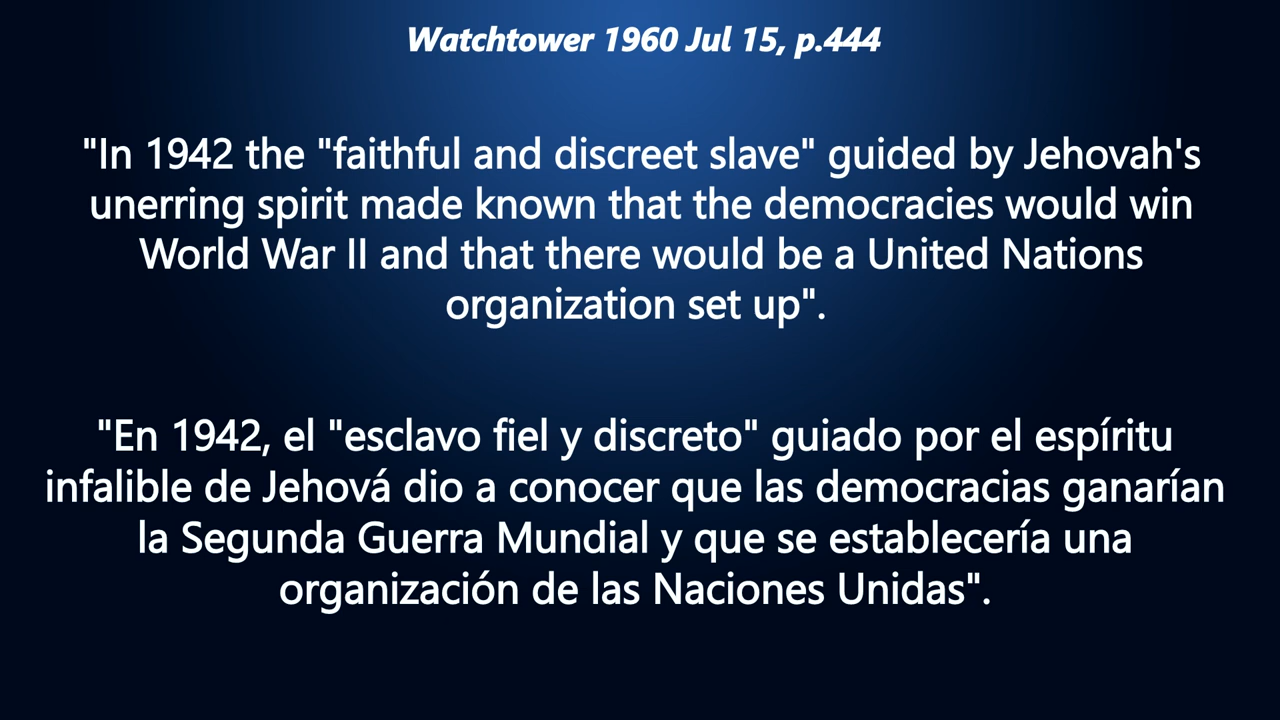 Watchtower 1960 Jul 15, p.444
"In 1942 the "faithful and discreet slave" guided by Jehovah's
unerring spirit made known that the democracies would win
World War II and that there would be a United Nations
organization set up".
"En 1942, el "esclavo fiel y discreto" guiado por el espíritu
infalible de Jehová dio a conocer que las democracias ganarían
la Segunda Guerra Mundial y que se establecería una
organización de las Naciones Unidas".